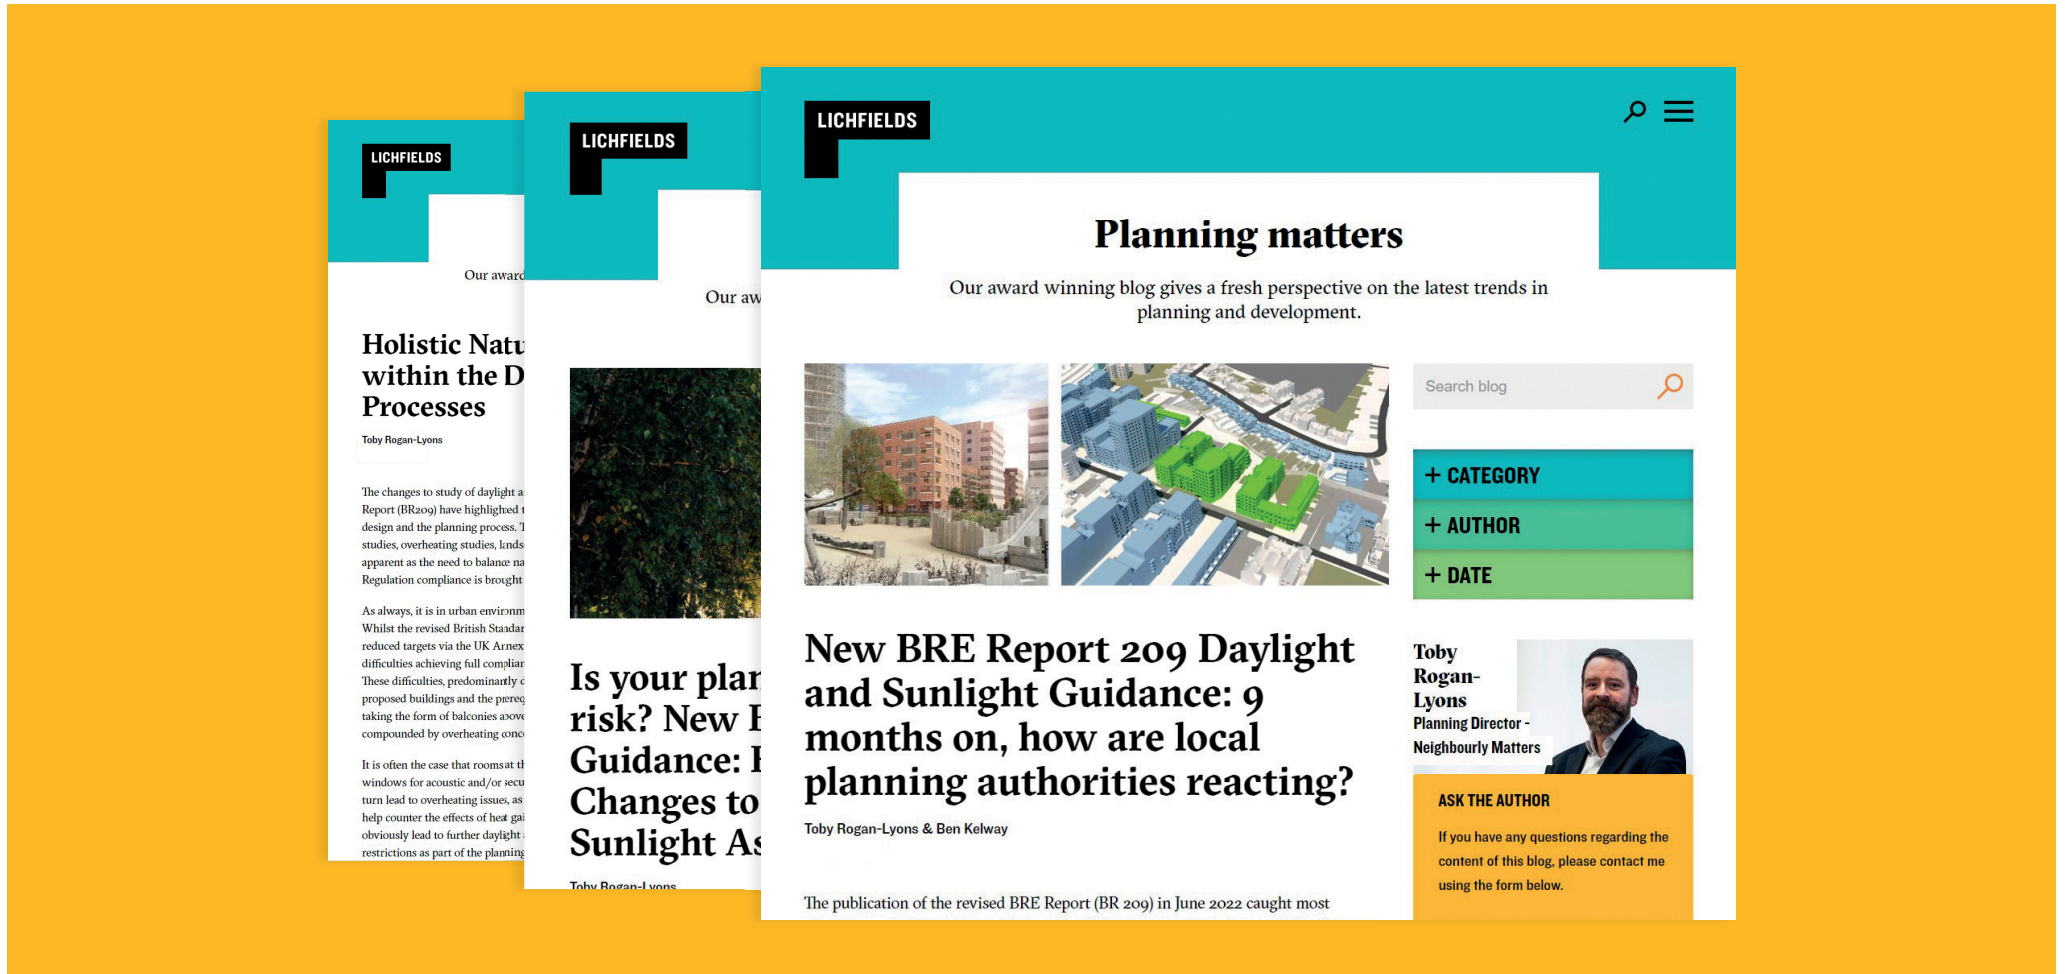 LICHFIELDS
Our award
Holistic Natu
within the D
Processes
Toby Rogan-Lyons
The changes to study of daylight a
Report (BR209) have highlighted t
design and the planning process. T
studies, overheating studies, lands
apparent as the need to balance na
Regulation compliance is brought
As always, it is in urban environm
Whilst the revised British Standar
reduced targets via the UK Annex
difficulties achieving full complian
These difficulties, predominantly d
proposed buildings and the prereq
taking the form of balconies above
compounded by overheating conc
It is often the case that rooms at th
windows for acoustic and/or secu
turn lead to overheating issues, as
help counter the effects of heat gai
obviously lead to further daylight
restrictions as part of the planning
LICHFIELDS
Our aw
Is your plan
risk? New
Guidance:
Changes to
Sunlight As
Toby Rogan-Lyons
LICHFIELDS
Planning matters
Our award winning blog gives a fresh perspective on the latest trends in
planning and development.
Search blog
+ CATEGORY
+ AUTHOR
+ DATE
New BRE Report 209 Daylight
and Sunlight Guidance: 9
months on, how are local
planning authorities reacting?
Toby Rogan-Lyons & Ben Kelway
The publication of the revised BRE Report (BR 209) in June 2022 caught most
Toby
Rogan-
Lyons
Planning Director -
Neighbourly Matters
ASK THE AUTHOR
If you have any questions regarding the
content of this blog, please contact me
using the form below.